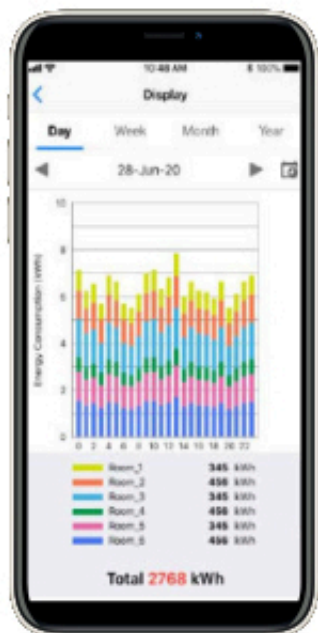 10:48 AM 100%
Display
Day Week Month Year
28-Jun-20
Energy Consumption (kWh)
10
8
6
4
2
0
0 2 4 6 8 10 12 14 16 18 20 22
Room_1 345 kWh
Room_2 456 kWh
Room_3 345 kWh
Room_4 456 kWh
Room_5 345 kWh
Room_6 456 kWh
Total 2768 kWh